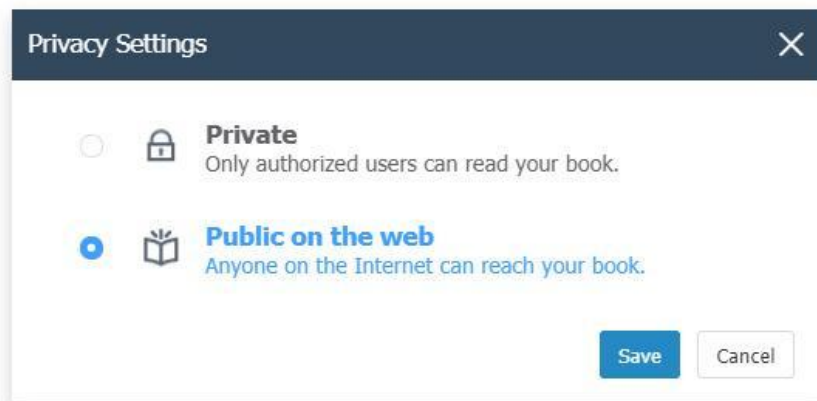 Privacy Settings
Private
Only authorized users can read your book.
Public on the web
Anyone on the Internet can reach your book.
Save Cancel